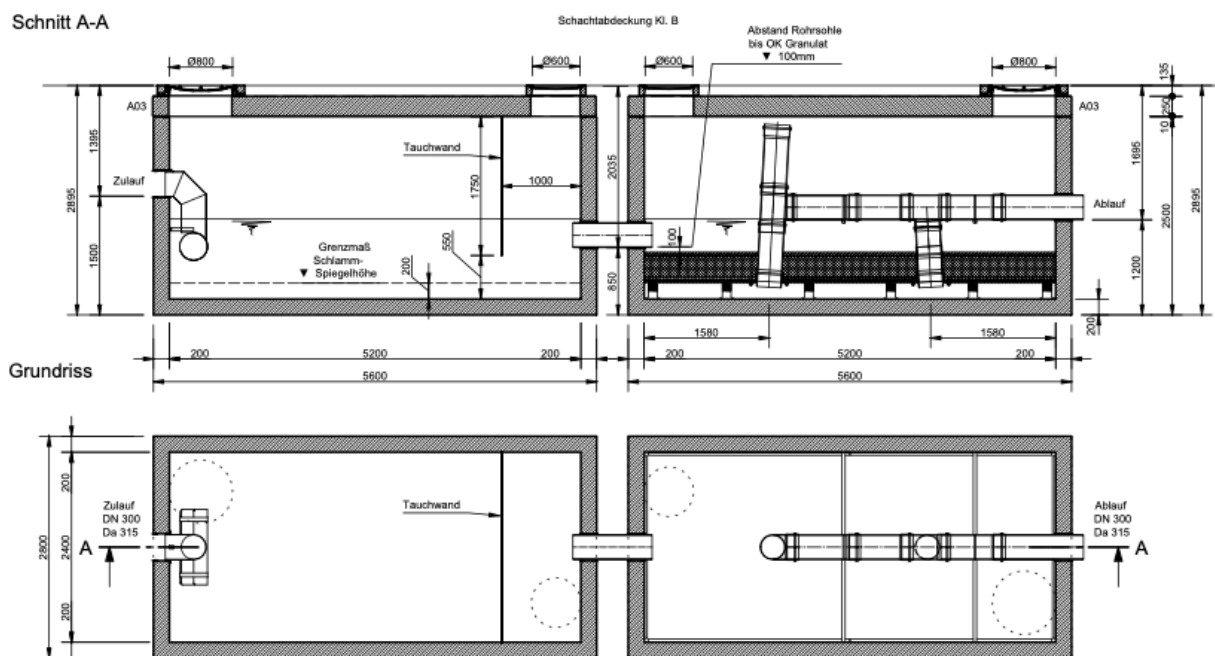 Schnitt A-A
Schachtabdeckung Kl. B
Abstand Rohrsohle
bis OK Granulat
▼ 100mm
Ø800
Ø600
Ø600
Ø800
135
250
10
A03
A03
1395
2895
1500
Zulauf
Tauchwand
1750
1000
550
200
Grenzmaß
Schlamm-
▼ Spiegelhöhe
2035
850
100
Ablauf
1695
1200
2500
2895
200
1580
1580
200
5200
200
200
5200
200
5600
5600
Grundriss
200
2400
200
2800
Zulauf
DN 300
Da 315
A
Tauchwand
Ablauf
DN 300
Da 315
A